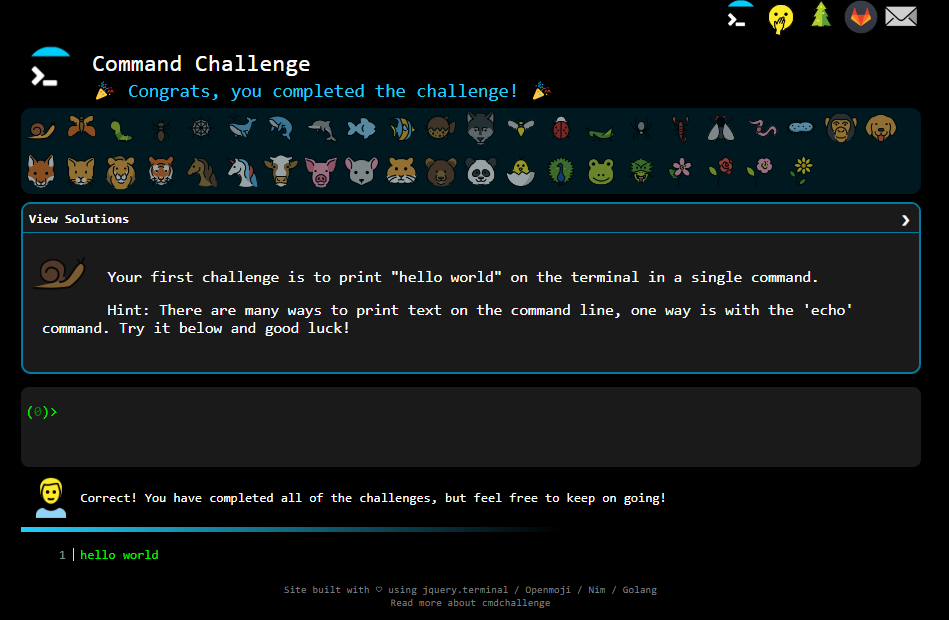 Command Challenge
🎉 Congrats, you completed the challenge! 🎉
View Solutions ❯
Your first challenge is to print "hello world" on the terminal in a single command.
Hint: There are many ways to print text on the command line, one way is with the 'echo'
command. Try it below and good luck!
(0)>
Correct! You have completed all of the challenges, but feel free to keep on going!
1 hello world
Site built with ♡ using jquery.terminal / Openmoji / Nim / Golang
Read more about cmdchallenge